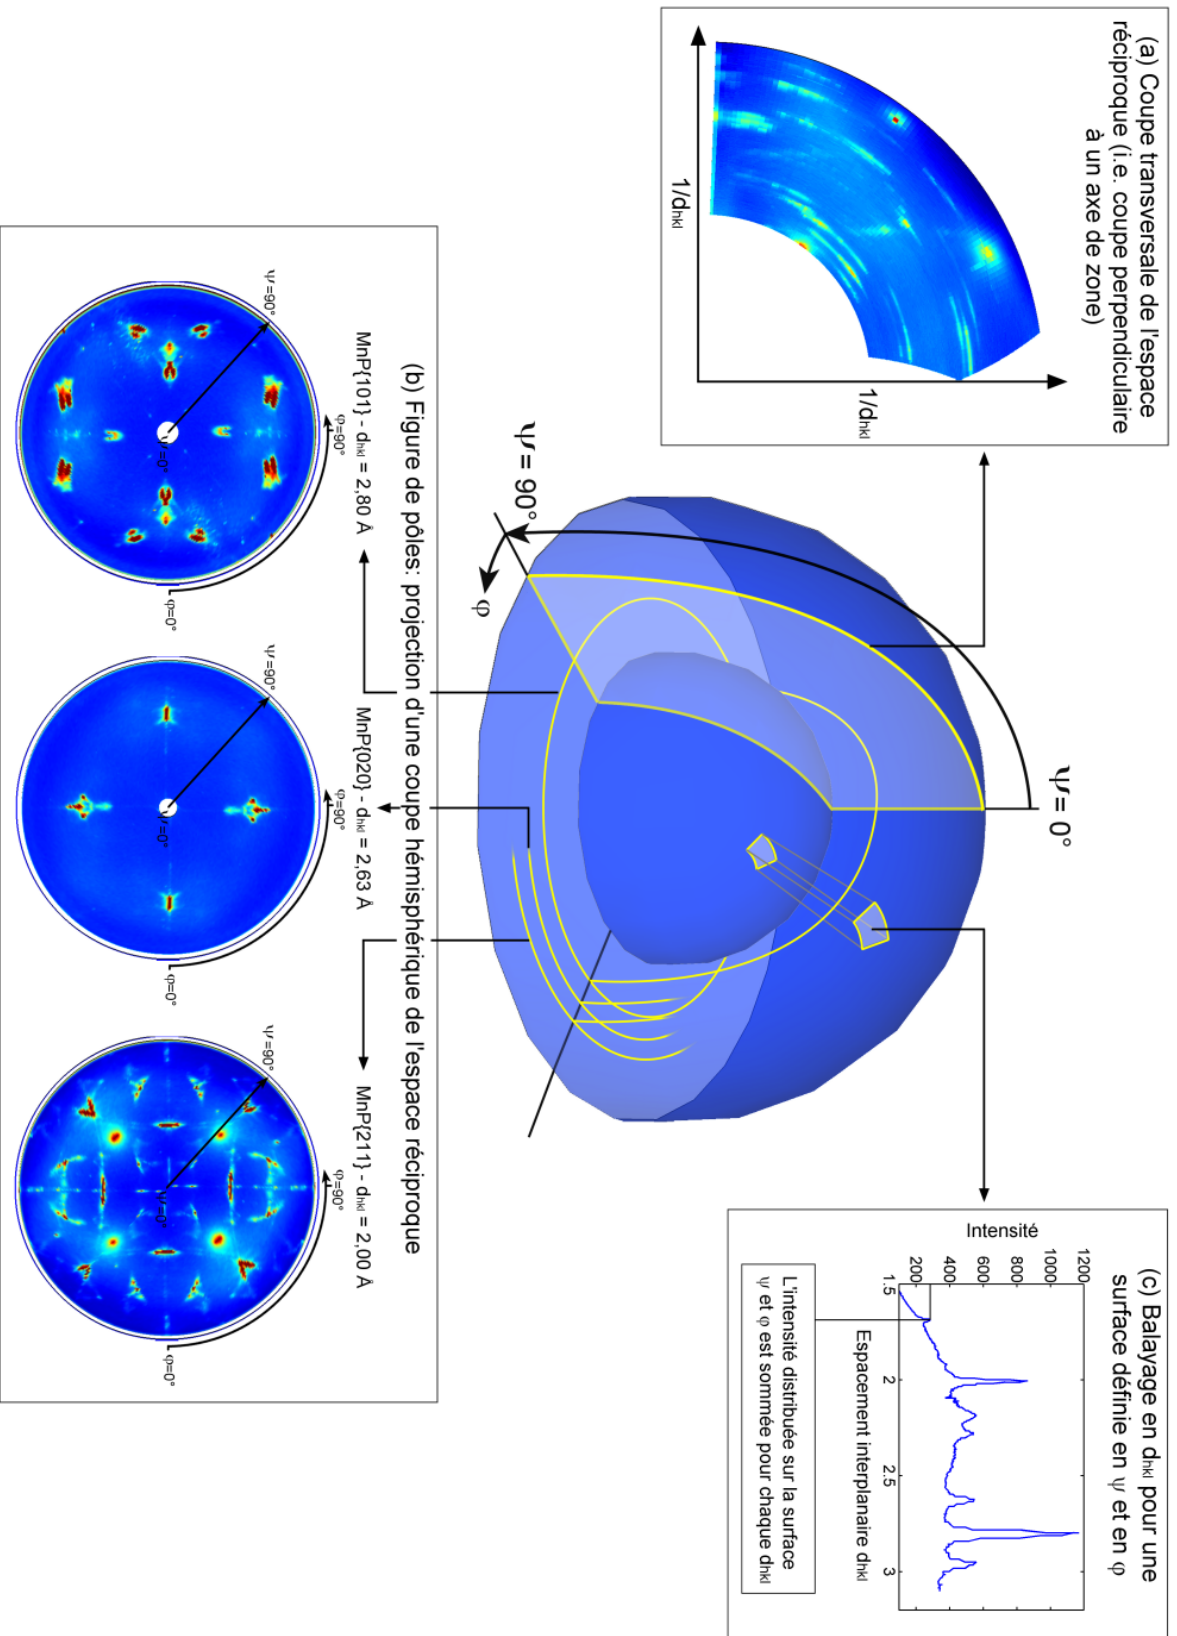 (a) Coupe transversale de l'espace
réciproque (i.e. coupe perpendiculaire
à un axe de zone)
1/dhkl
1/dhkl
ψ = 0°
ψ = 90°
φ
(c) Balayage en dhkl pour une
surface définie en ψ et en φ
Intensité
1200
1000
800
600
400
200
1.5
2
2.5
3
Espacement interplanaire dhkl
L'intensité distribuée sur la surface
ψ et φ est sommée pour chaque dhkl
(b) Figure de pôles: projection d'une coupe hémisphérique de l'espace réciproque
MnP{101} - dhkl = 2,80 Å
MnP{020} - dhkl = 2,63 Å
MnP{211} - dhkl = 2,00 Å
ψ=90°
φ=90°
ψ=0°
φ=0°
ψ=90°
φ=90°
ψ=0°
φ=0°
ψ=90°
φ=90°
ψ=0°
φ=0°